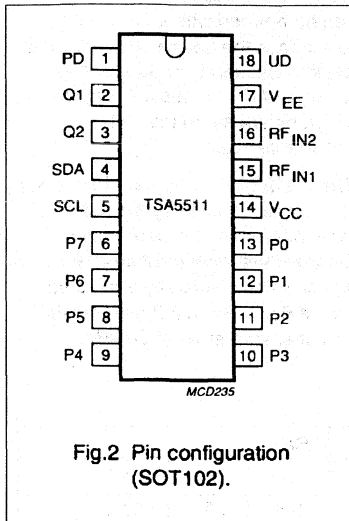 PD 1 18 UD
Q1 2 17 VEE
Q2 3 16 RFIN2
SDA 4 15 RFIN1
SCL 5 TSA5511 14 VCC
P7 6 13 P0
P6 7 12 P1
P5 8 11 P2
P4 9 10 P3
MCD235
Fig.2 Pin configuration
(SOT102).